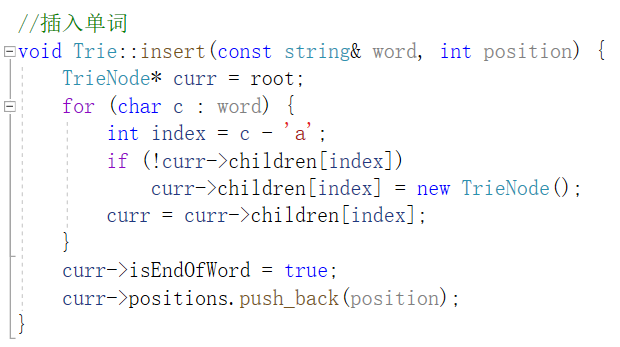 //插入单词
void Trie::insert(const string& word, int position) {
    TrieNode* curr = root;
    for (char c : word) {
        int index = c - 'a';
        if (!curr->children[index])
            curr->children[index] = new TrieNode();
        curr = curr->children[index];
    }
    curr->isEndOfWord = true;
    curr->positions.push_back(position);
}